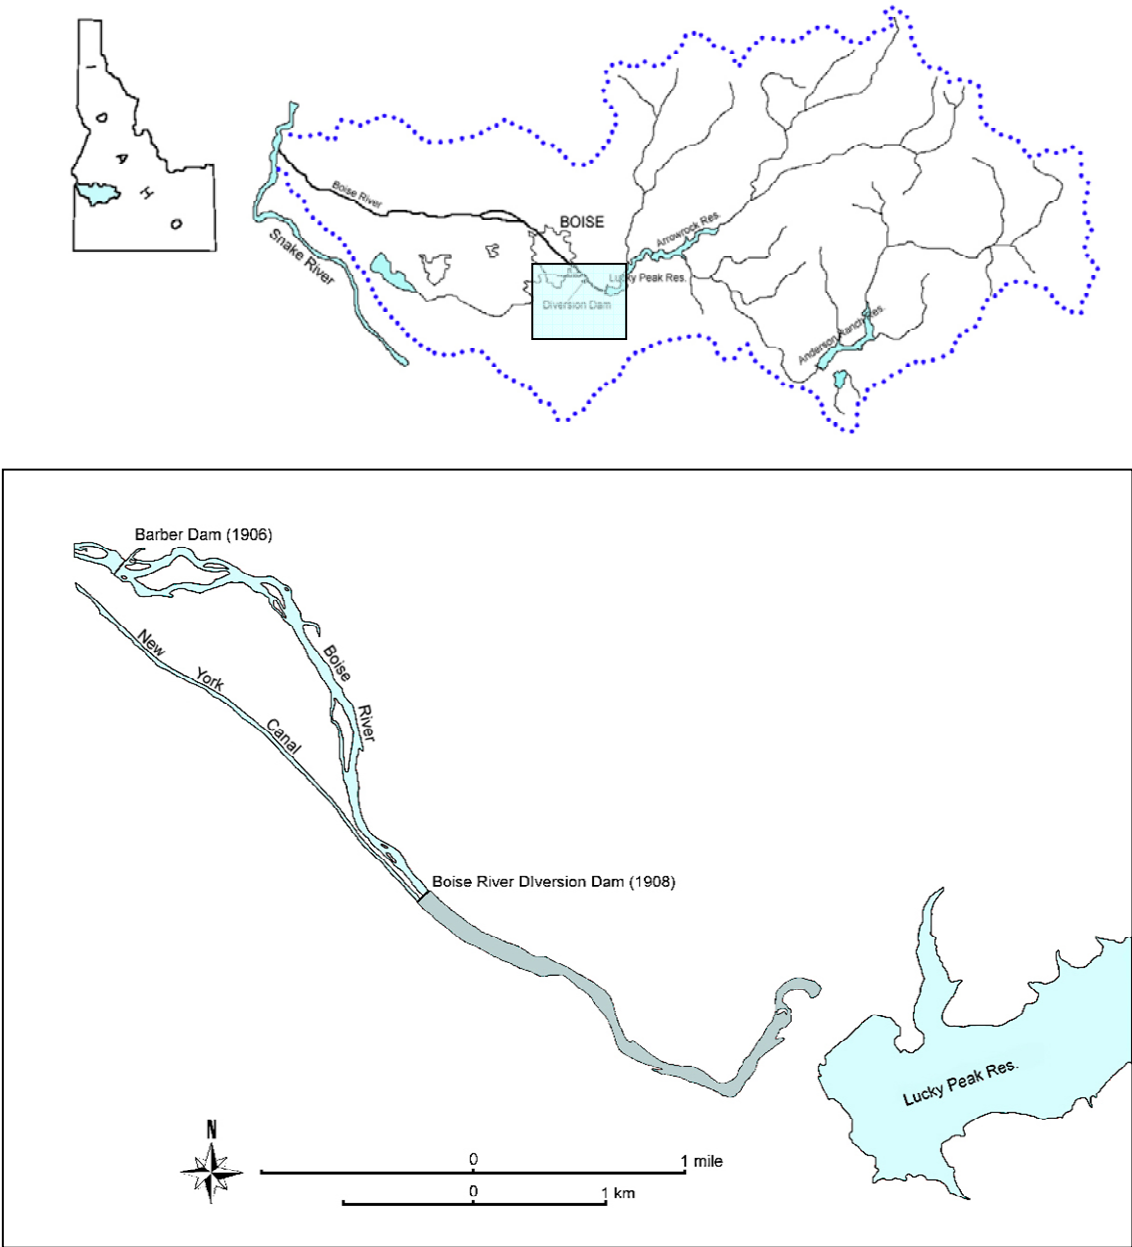 Boise River
BOISE
Arrowrock Res.
Snake River
Lucky Peak Res.
Diversion Dam
Anderson Ranch Res.
Barber Dam (1906)
New York Canal
Boise River
Boise River DIversion Dam (1908)
Lucky Peak Res.
N
0 1 mile
0 1 km